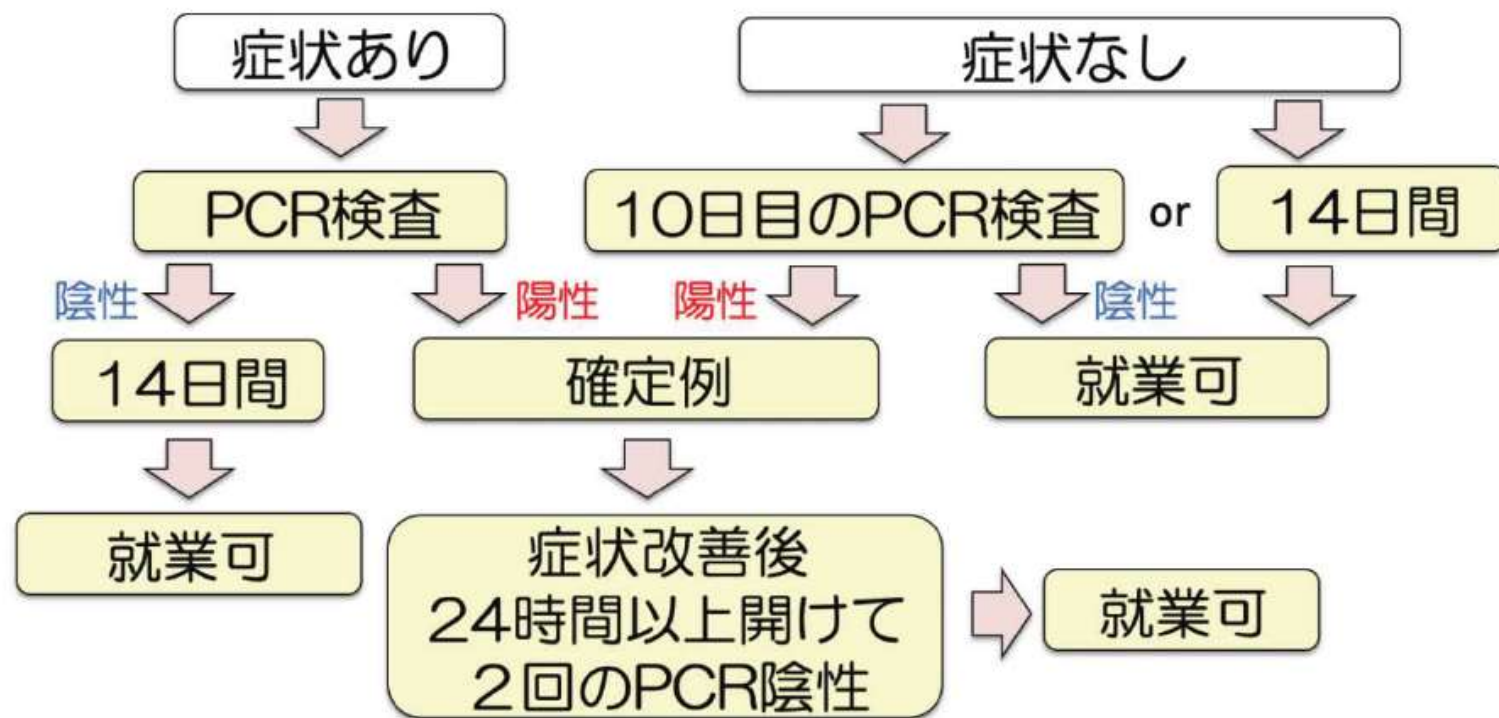 症状あり
症状なし
PCR検査
10日目のPCR検査
or
14日間
陰性
陽性
陽性
陰性
14日間
確定例
就業可
就業可
症状改善後
24時間以上開けて
2回のPCR陰性
就業可